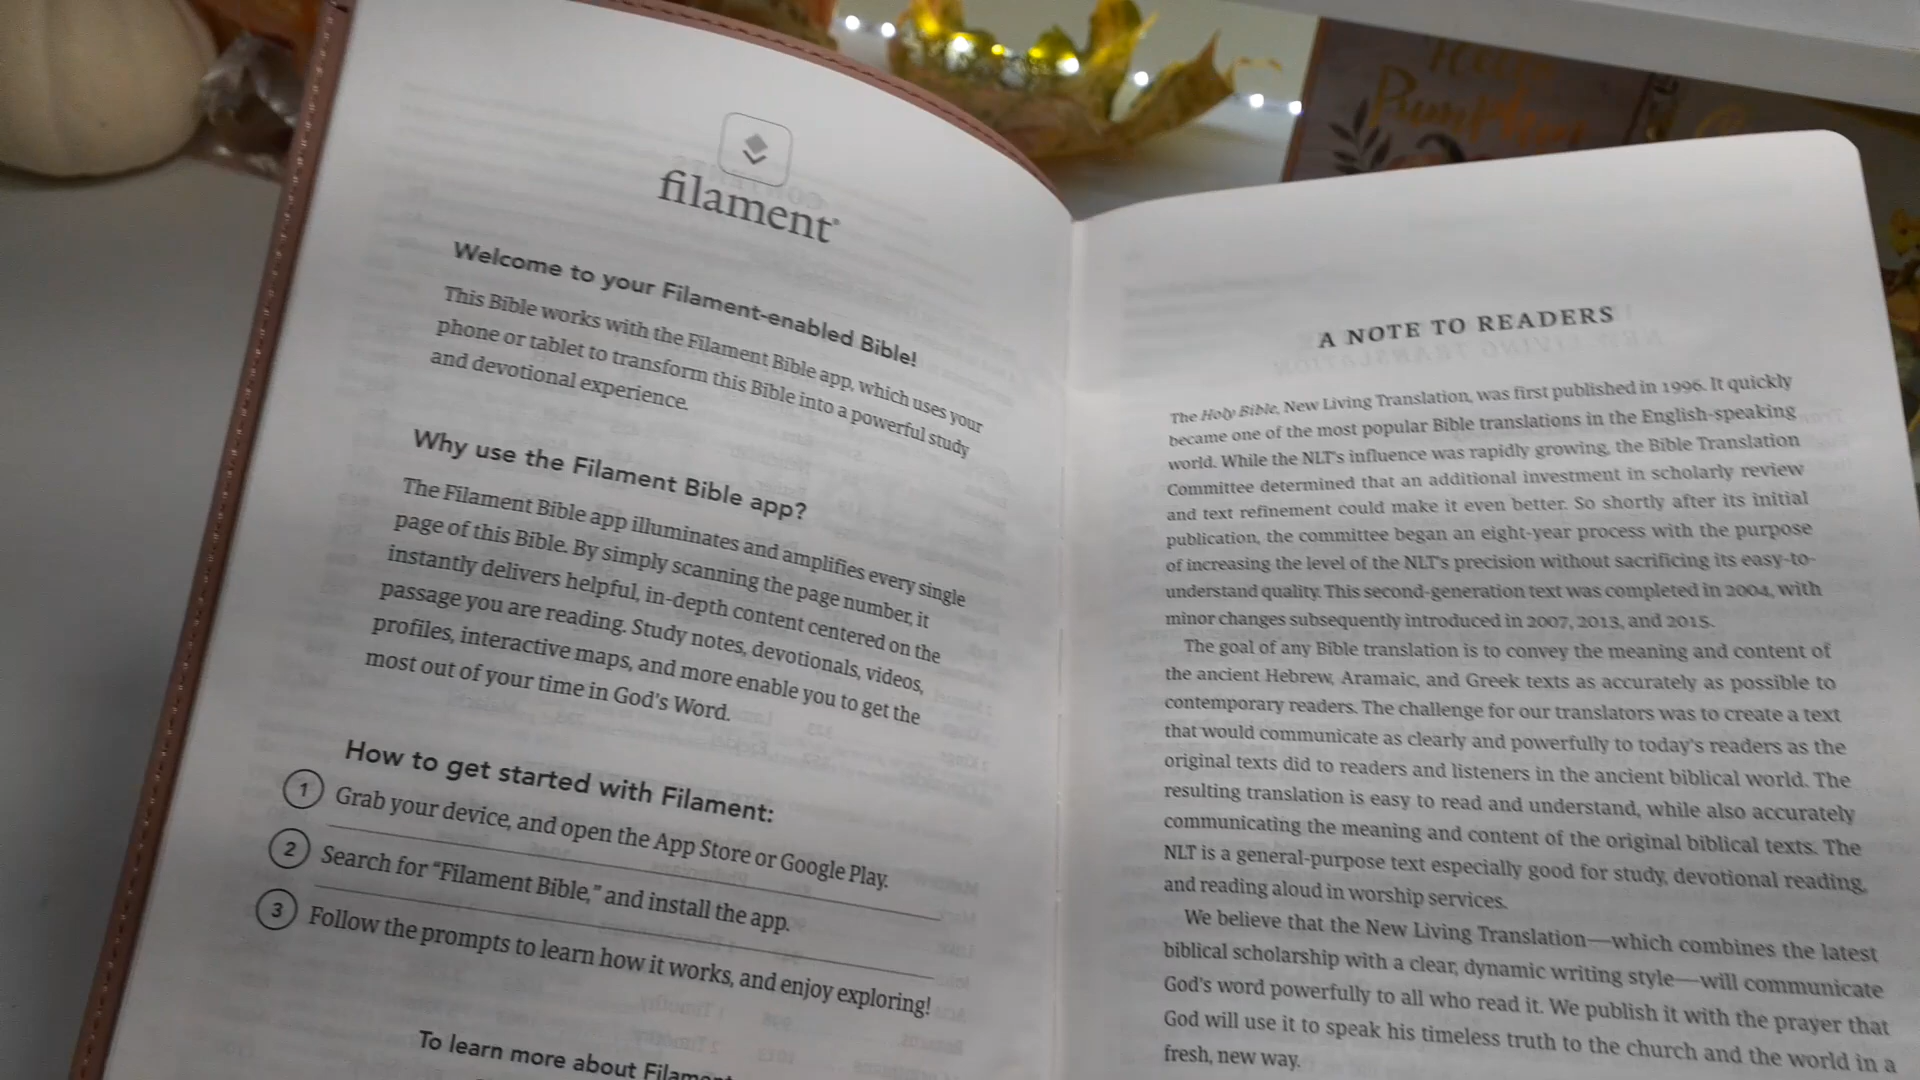 filament
Welcome to your Filament-enabled Bible!
This Bible works with the Filament Bible app, which uses your
phone or tablet to transform this Bible into a powerful study
and devotional experience.
Why use the Filament Bible app?
The Filament Bible app illuminates and amplifies every single
page of this Bible. By simply scanning the page number, it
instantly delivers helpful, in-depth content centered on the
passage you are reading. Study notes, devotionals, videos,
profiles, interactive maps, and more enable you to get the
most out of your time in God's Word.
How to get started with Filament:
1 Grab your device, and open the App Store or Google Play.
2 Search for “Filament Bible,” and install the app.
3 Follow the prompts to learn how it works, and enjoy exploring!
To learn more about
A NOTE TO READERS
The Holy Bible, New Living Translation, was first published in 1996. It quickly
became one of the most popular Bible translations in the English-speaking
world. While the NLT's influence was rapidly growing, the Bible Translation
Committee determined that an additional investment in scholarly review
and text refinement could make it even better. So shortly after its initial
publication, the committee began an eight-year process with the purpose
of increasing the level of the NLT's precision without sacrificing its easy-to-
understand quality. This second-generation text was completed in 2004, with
minor changes subsequently introduced in 2007, 2013, and 2015.
The goal of any Bible translation is to convey the meaning and content of
the ancient Hebrew, Aramaic, and Greek texts as accurately as possible to
contemporary readers. The challenge for our translators was to create a text
that would communicate as clearly and powerfully to today's readers as the
original texts did to readers and listeners in the ancient biblical world. The
resulting translation is easy to read and understand, while also accurately
communicating the meaning and content of the original biblical texts. The
NLT is a general-purpose text especially good for study, devotional reading,
and reading aloud in worship services.
We believe that the New Living Translation—which combines the latest
biblical scholarship with a clear, dynamic writing style—will communicate
God's word powerfully to all who read it. We publish it with the prayer that
God will use it to speak his timeless truth to the church and the world in a
fresh, new way.